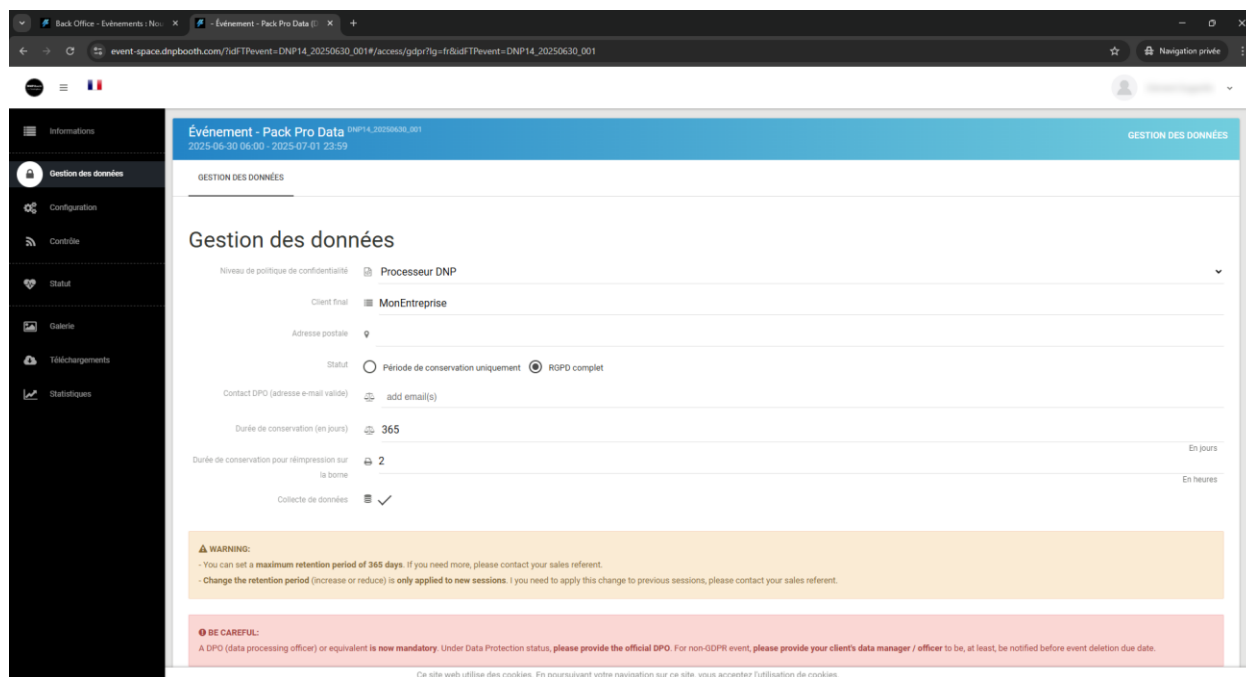 Back Office - Evènements : Nou
- Événement - Pack Pro Data (
event-space.dnpbooth.com/?idFTPevent=DNP14_20250630_001#/access/gdpr?lg=fr&idFTPevent=DNP14_20250630_001
Navigation privée
Informations
Gestion des données
Configuration
Contrôle
Statut
Galerie
Téléchargements
Statistiques
Événement - Pack Pro Data DNP14_20250630_001
2025-06-30 06:00 - 2025-07-01 23:59
GESTION DES DONNÉES
GESTION DES DONNÉES
Gestion des données
Niveau de politique de confidentialité Processeur DNP
Client final MonEntreprise
Adresse postale
Statut Période de conservation uniquement RGPD complet
Contact DPO (adresse e-mail valide) add email(s)
Durée de conservation (en jours) 365
En jours
Durée de conservation pour réimpression sur 2
la borne
En heures
Collecte de données
WARNING:
- You can set a maximum retention period of 365 days. If you need more, please contact your sales referent.
- Change the retention period (increase or reduce) is only applied to new sessions. I you need to apply this change to previous sessions, please contact your sales referent.
BE CAREFUL:
A DPO (data processing officer) or equivalent is now mandatory. Under Data Protection status, please provide the official DPO. For non-GDPR event, please provide your client's data manager / officer to be, at least, be notified before event deletion due date.
Ce site web utilise des cookies. En poursuivant votre navigation sur ce site, vous acceptez l'utilisation de cookies.